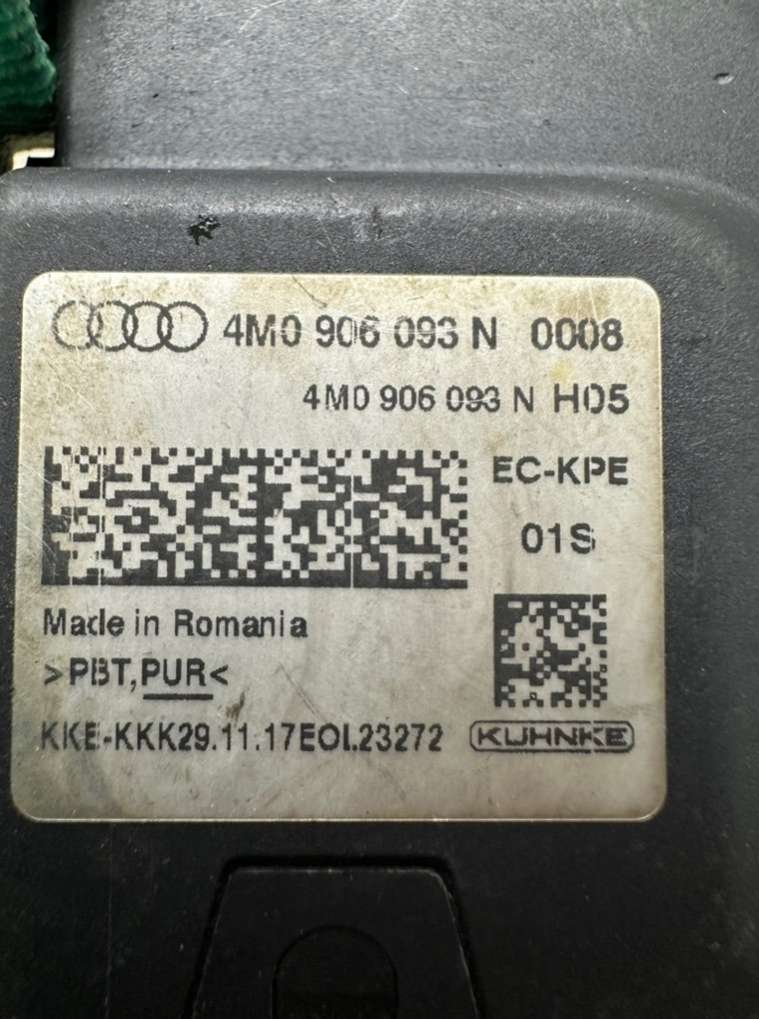 4M0 906 093 N 0008
4M0 906 093 N H05
EC-KPE
01S
Made in Romania
>PBT,PUR<
KKE-KKK29.11.17EOL23272
KUHNKE